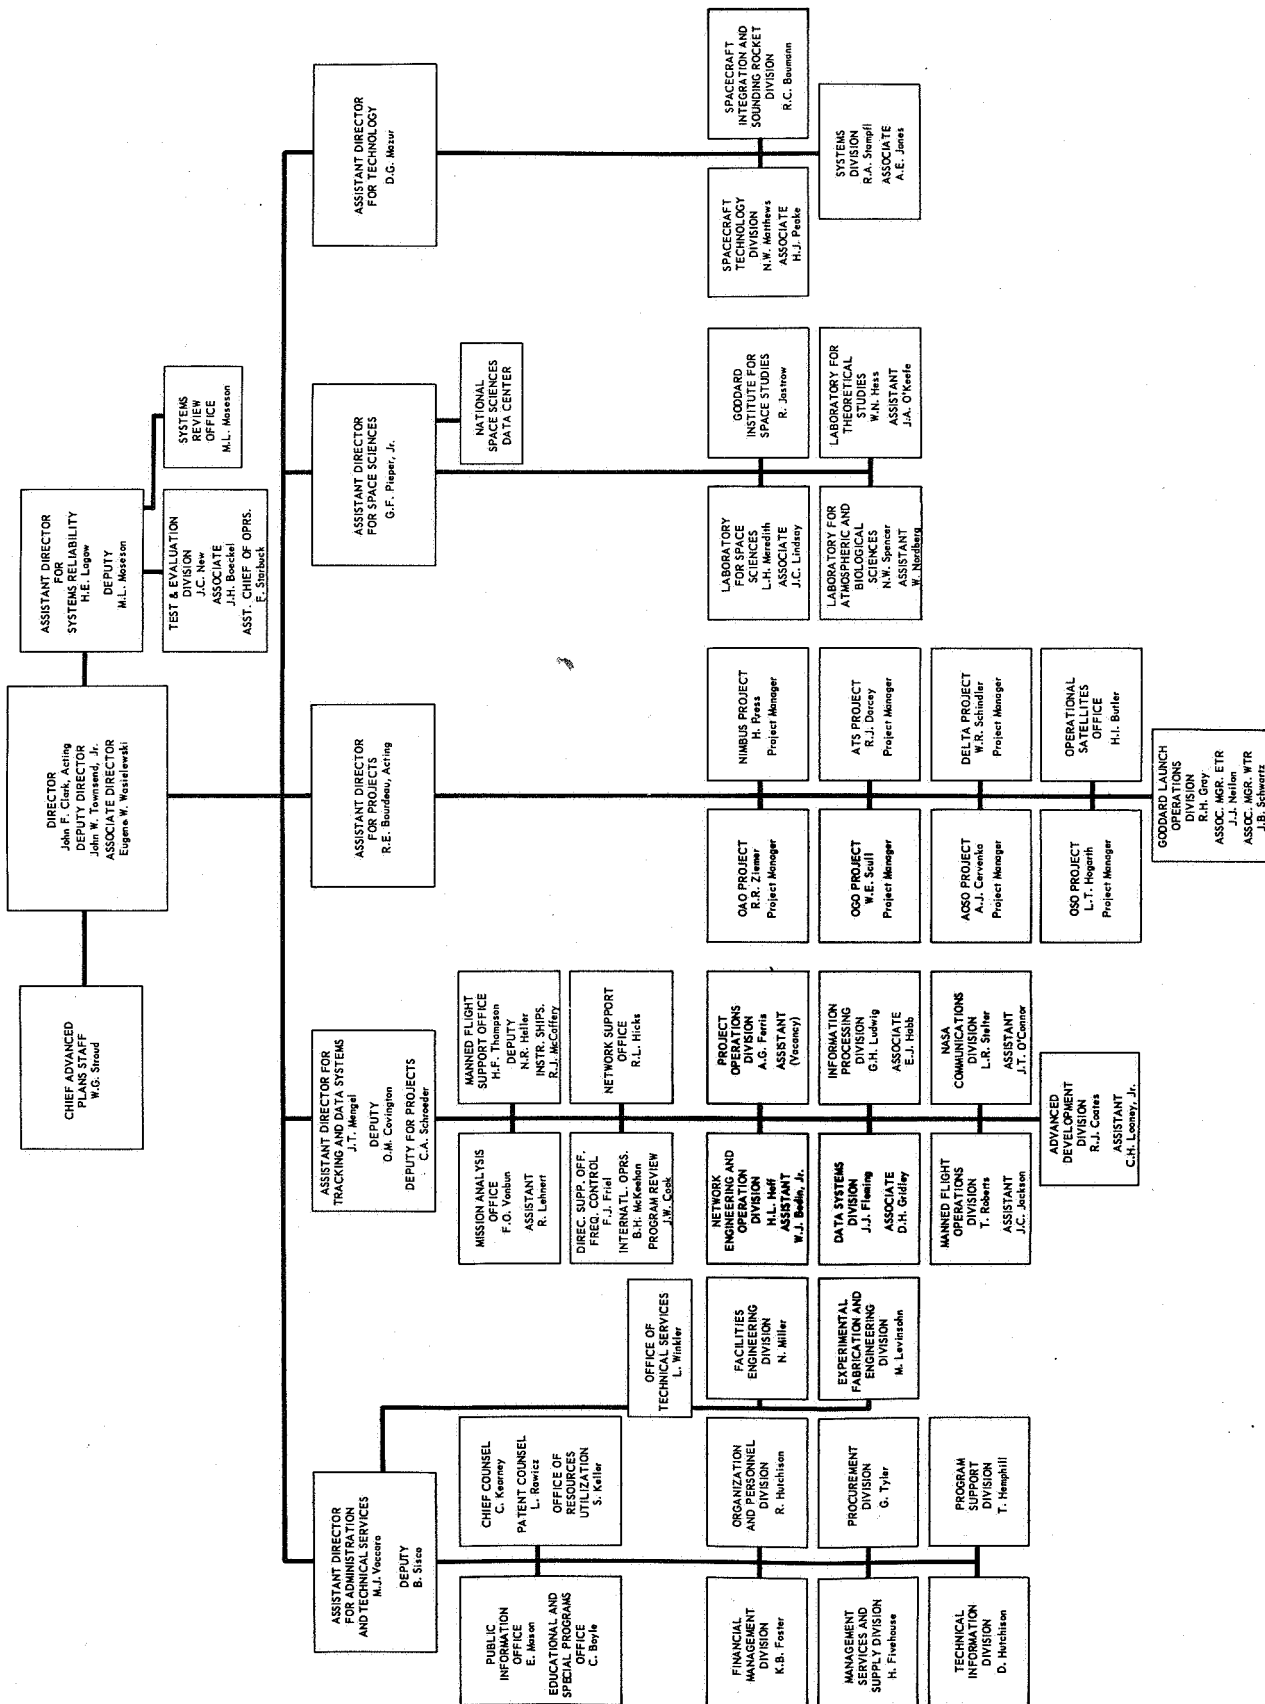 DIRECTOR
John F. Clark, Acting
DEPUTY DIRECTOR
John W. Townsend, Jr.
ASSOCIATE DIRECTOR
Eugene W. Wasielewski
CHIEF ADVANCED
PLANS STAFF
W.G. Stroud
ASSISTANT DIRECTOR
FOR
SYSTEMS RELIABILITY
H.E. Lagow
DEPUTY
M.L. Moseson
TEST & EVALUATION
DIVISION
J.C. New
ASSOCIATE
J.H. Boeckel
ASST. CHIEF OF OPRS.
F. Starbuck
SYSTEMS
REVIEW
OFFICE
M.L. Moseson
ASSISTANT DIRECTOR
FOR ADMINISTRATION
AND TECHNICAL SERVICES
M.J. Vaccaro
DEPUTY
B. Sisco
PUBLIC
INFORMATION
OFFICE
E. Mason
EDUCATIONAL AND
SPECIAL PROGRAMS
OFFICE
C. Boyle
CHIEF COUNSEL
C. Kearney
PATENT COUNSEL
L. Rawicz
OFFICE OF
RESOURCES
UTILIZATION
S. Keller
OFFICE OF
TECHNICAL SERVICES
L. Winkler
FINANCIAL
MANAGEMENT
DIVISION
K.B. Foster
ORGANIZATION
AND PERSONNEL
DIVISION
R. Hutchison
FACILITIES
ENGINEERING
DIVISION
N. Miller
MANAGEMENT
SERVICES AND
SUPPLY DIVISION
H. Fivehouse
PROCUREMENT
DIVISION
G. Tyler
EXPERIMENTAL
FABRICATION AND
ENGINEERING
DIVISION
M. Levinsohn
TECHNICAL
INFORMATION
DIVISION
D. Hutchison
PROGRAM
SUPPORT
DIVISION
T. Hemphill
ASSISTANT DIRECTOR FOR
TRACKING AND DATA SYSTEMS
J.T. Mengel
DEPUTY
O.M. Covington
DEPUTY FOR PROJECTS
C.A. Schroeder
MISSION ANALYSIS
OFFICE
F.O. Vonbun
ASSISTANT
R. Lehnert
MANNED FLIGHT
SUPPORT OFFICE
H.F. Thompson
DEPUTY
N.R. Heller
INSTR. SHIPS.
R.J. McCaffery
DIREC. SUPP. OFF.
FREQ. CONTROL
F.J. Friel
INTERNATL. OPRS.
B.H. McKeehan
PROGRAM REVIEW
J.W. Cook
NETWORK SUPPORT
OFFICE
R.L. Hicks
NETWORK
ENGINEERING AND
OPERATION
DIVISION
H.L. Hoff
ASSISTANT
W.J. Bodin, Jr.
PROJECT
OPERATIONS
DIVISION
A.G. Ferris
ASSISTANT
(Vacancy)
DATA SYSTEMS
DIVISION
J.J. Fleming
ASSOCIATE
D.H. Gridley
INFORMATION
PROCESSING
DIVISION
G.H. Ludwig
ASSOCIATE
E.J. Habb
MANNED FLIGHT
OPERATIONS
DIVISION
T. Roberts
ASSISTANT
J.C. Jackson
NASA
COMMUNICATIONS
DIVISION
L.R. Stelter
ASSISTANT
J.T. O'Connor
ADVANCED
DEVELOPMENT
DIVISION
R.J. Coates
ASSISTANT
C.H. Looney, Jr.
ASSISTANT DIRECTOR
FOR PROJECTS
R.E. Bourdeau, Acting
OAO PROJECT
R.R. Ziemer
Project Manager
NIMBUS PROJECT
H. Press
Project Manager
OGO PROJECT
W.E. Scull
Project Manager
ATS PROJECT
R.J. Darcey
Project Manager
AOSO PROJECT
A.J. Cervenka
Project Manager
DELTA PROJECT
W.R. Schindler
Project Manager
OSO PROJECT
L.T. Hogarth
Project Manager
OPERATIONAL
SATELLITES
OFFICE
H.I. Butler
GODDARD LAUNCH
OPERATIONS
DIVISION
R.H. Gray
ASSOC. MGR. ETR
J.J. Neilon
ASSOC. MGR. WTR
J.B. Schwartz
ASSISTANT DIRECTOR
FOR SPACE SCIENCES
G.F. Pieper, Jr.
NATIONAL
SPACE SCIENCES
DATA CENTER
LABORATORY
FOR SPACE
SCIENCES
L.H. Meredith
ASSOCIATE
J.C. Lindsay
GODDARD
INSTITUTE FOR
SPACE STUDIES
R. Jastrow
LABORATORY FOR
ATMOSPHERIC AND
BIOLOGICAL
SCIENCES
N.W. Spencer
ASSISTANT
W. Nordberg
LABORATORY FOR
THEORETICAL
STUDIES
W.N. Hess
ASSISTANT
J.A. O'Keefe
ASSISTANT DIRECTOR
FOR TECHNOLOGY
D.G. Mazur
SPACECRAFT
TECHNOLOGY
DIVISION
N.W. Matthews
ASSOCIATE
H.J. Peake
SPACECRAFT
INTEGRATION AND
SOUNDING ROCKET
DIVISION
R.C. Baumann
SYSTEMS
DIVISION
R.A. Stampfl
ASSOCIATE
A.E. Jones